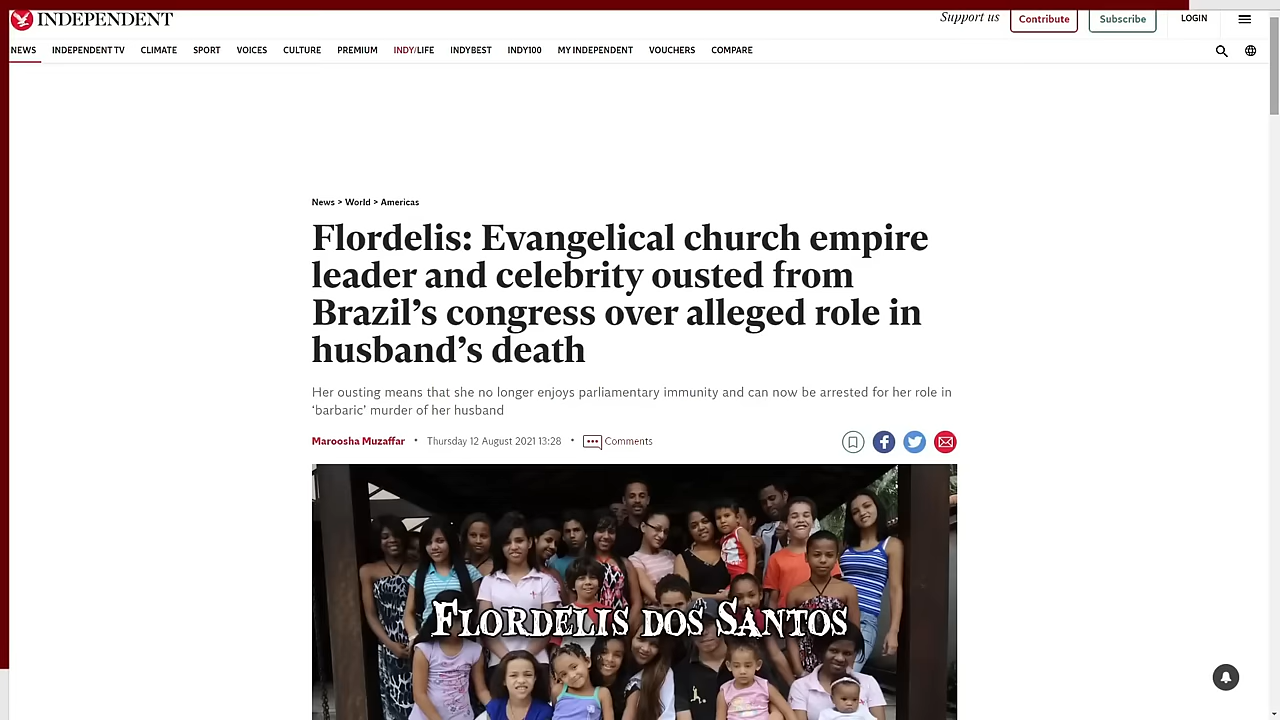 INDEPENDENT
Support us
Contribute
Subscribe
LOGIN
NEWS INDEPENDENT TV CLIMATE SPORT VOICES CULTURE PREMIUM INDY/LIFE INDYBEST INDY100 MY INDEPENDENT VOUCHERS COMPARE
News > World > Americas
Flordelis: Evangelical church empire
leader and celebrity ousted from
Brazil’s congress over alleged role in
husband’s death
Her ousting means that she no longer enjoys parliamentary immunity and can now be arrested for her role in
‘barbaric’ murder of her husband
Maroosha Muzaffar • Thursday 12 August 2021 13:28 • Comments
FLORDELIS DOS SANTOS